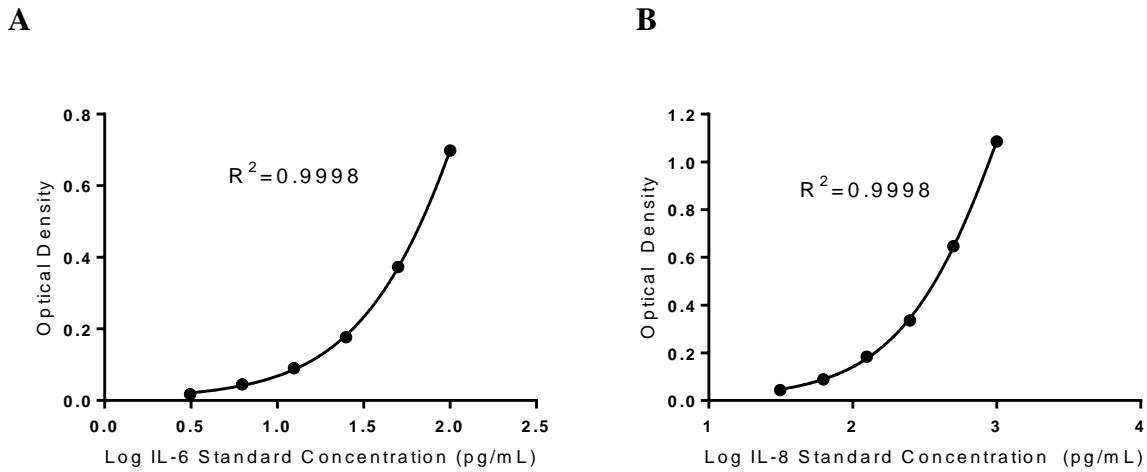 A
0.8
0.6
0.4
0.2
0.0
Optical Density
R²=0.9998
0.0 0.5 1.0 1.5 2.0 2.5
Log IL-6 Standard Concentration (pg/mL)
B
1.2
1.0
0.8
0.6
0.4
0.2
0.0
Optical Density
R²=0.9998
1 2 3 4
Log IL-8 Standard Concentration (pg/mL)